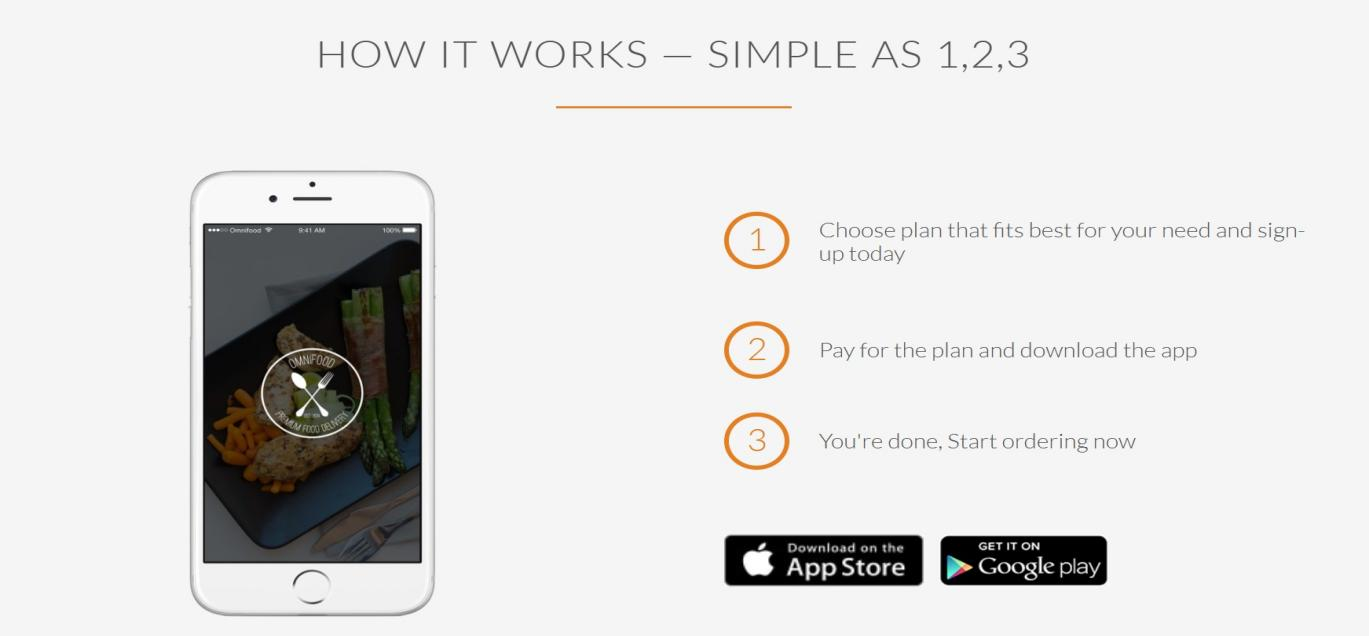 HOW IT WORKS — SIMPLE AS 1,2,3
Omnifood 9:41 AM 100%
OMNIFOOD
PREMIUM FOOD DELIVERY
1 Choose plan that fits best for your need and sign-
up today
2 Pay for the plan and download the app
3 You're done, Start ordering now
Download on the
App Store
GET IT ON
Google play